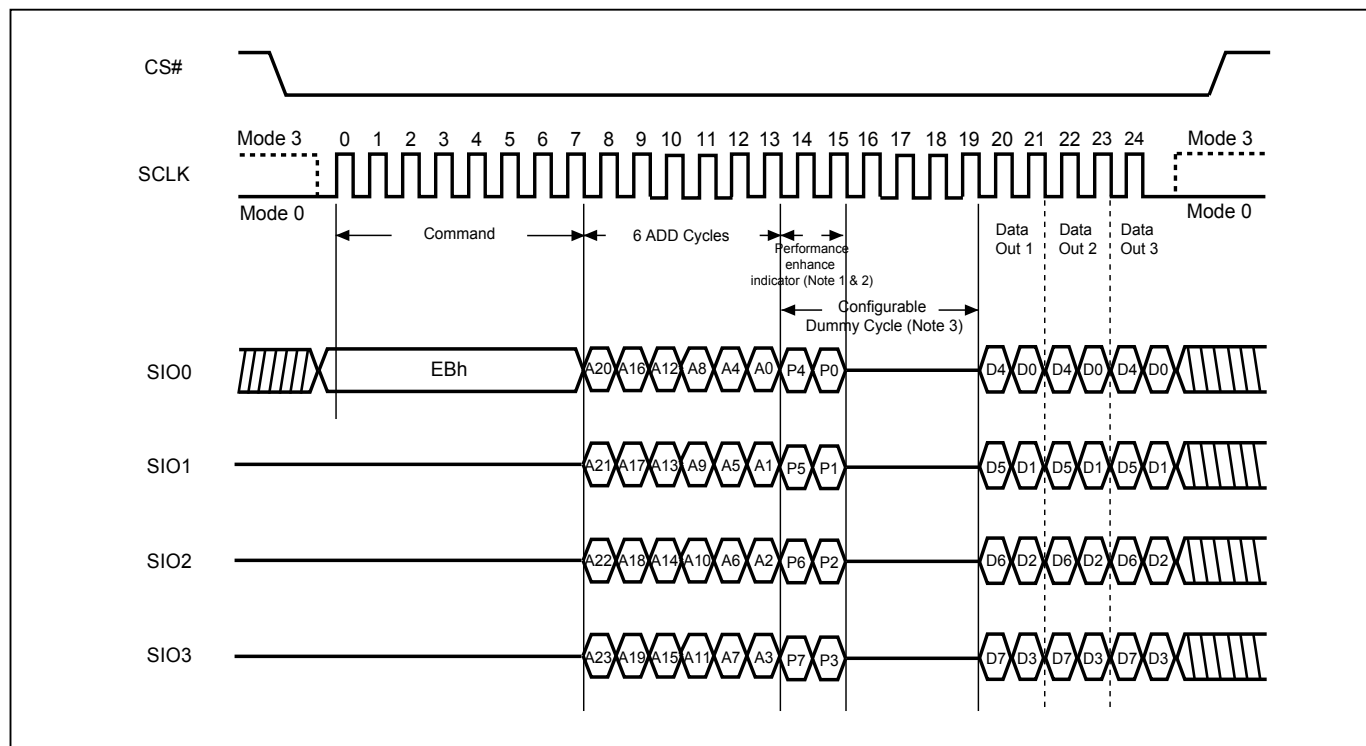 CS#
Mode 3 0 1 2 3 4 5 6 7 8 9 10 11 12 13 14 15 16 17 18 19 20 21 22 23 24 Mode 3
SCLK
Mode 0 Mode 0
Command 6 ADD Cycles Performance enhance indicator (Note 1 & 2) Data Out 1 Data Out 2 Data Out 3
Configurable
Dummy Cycle (Note 3)
SIO0 EBh A20 A16 A12 A8 A4 A0 P4 P0 D4 D0 D4 D0 D4 D0
SIO1 A21 A17 A13 A9 A5 A1 P5 P1 D5 D1 D5 D1 D5 D1
SIO2 A22 A18 A14 A10 A6 A2 P6 P2 D6 D2 D6 D2 D6 D2
SIO3 A23 A19 A15 A11 A7 A3 P7 P3 D7 D3 D7 D3 D7 D3